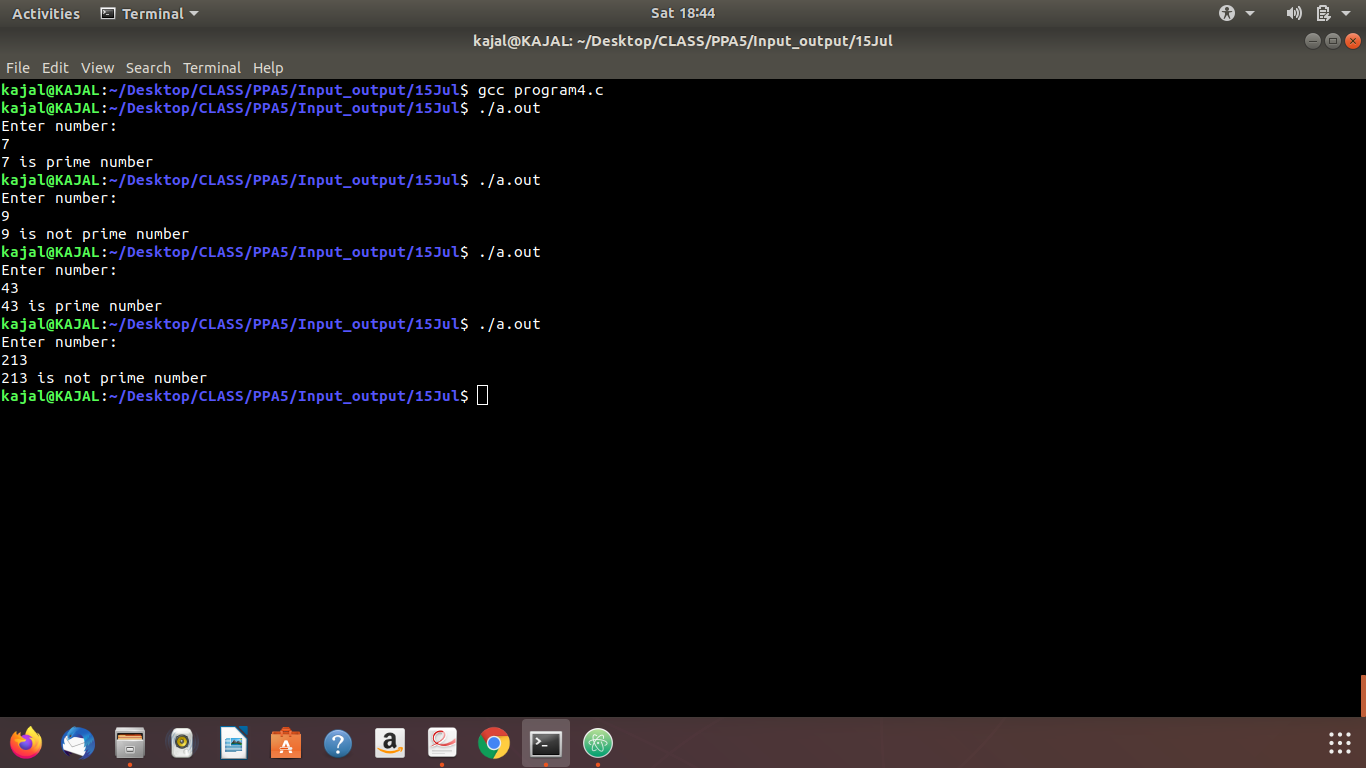 Activities Terminal Sat 18:44
kajal@KAJAL: ~/Desktop/CLASS/PPA5/Input_output/15Jul
File Edit View Search Terminal Help
kajal@KAJAL:~/Desktop/CLASS/PPA5/Input_output/15Jul$ gcc program4.c
kajal@KAJAL:~/Desktop/CLASS/PPA5/Input_output/15Jul$ ./a.out
Enter number:
7
7 is prime number
kajal@KAJAL:~/Desktop/CLASS/PPA5/Input_output/15Jul$ ./a.out
Enter number:
9
9 is not prime number
kajal@KAJAL:~/Desktop/CLASS/PPA5/Input_output/15Jul$ ./a.out
Enter number:
43
43 is prime number
kajal@KAJAL:~/Desktop/CLASS/PPA5/Input_output/15Jul$ ./a.out
Enter number:
213
213 is not prime number
kajal@KAJAL:~/Desktop/CLASS/PPA5/Input_output/15Jul$